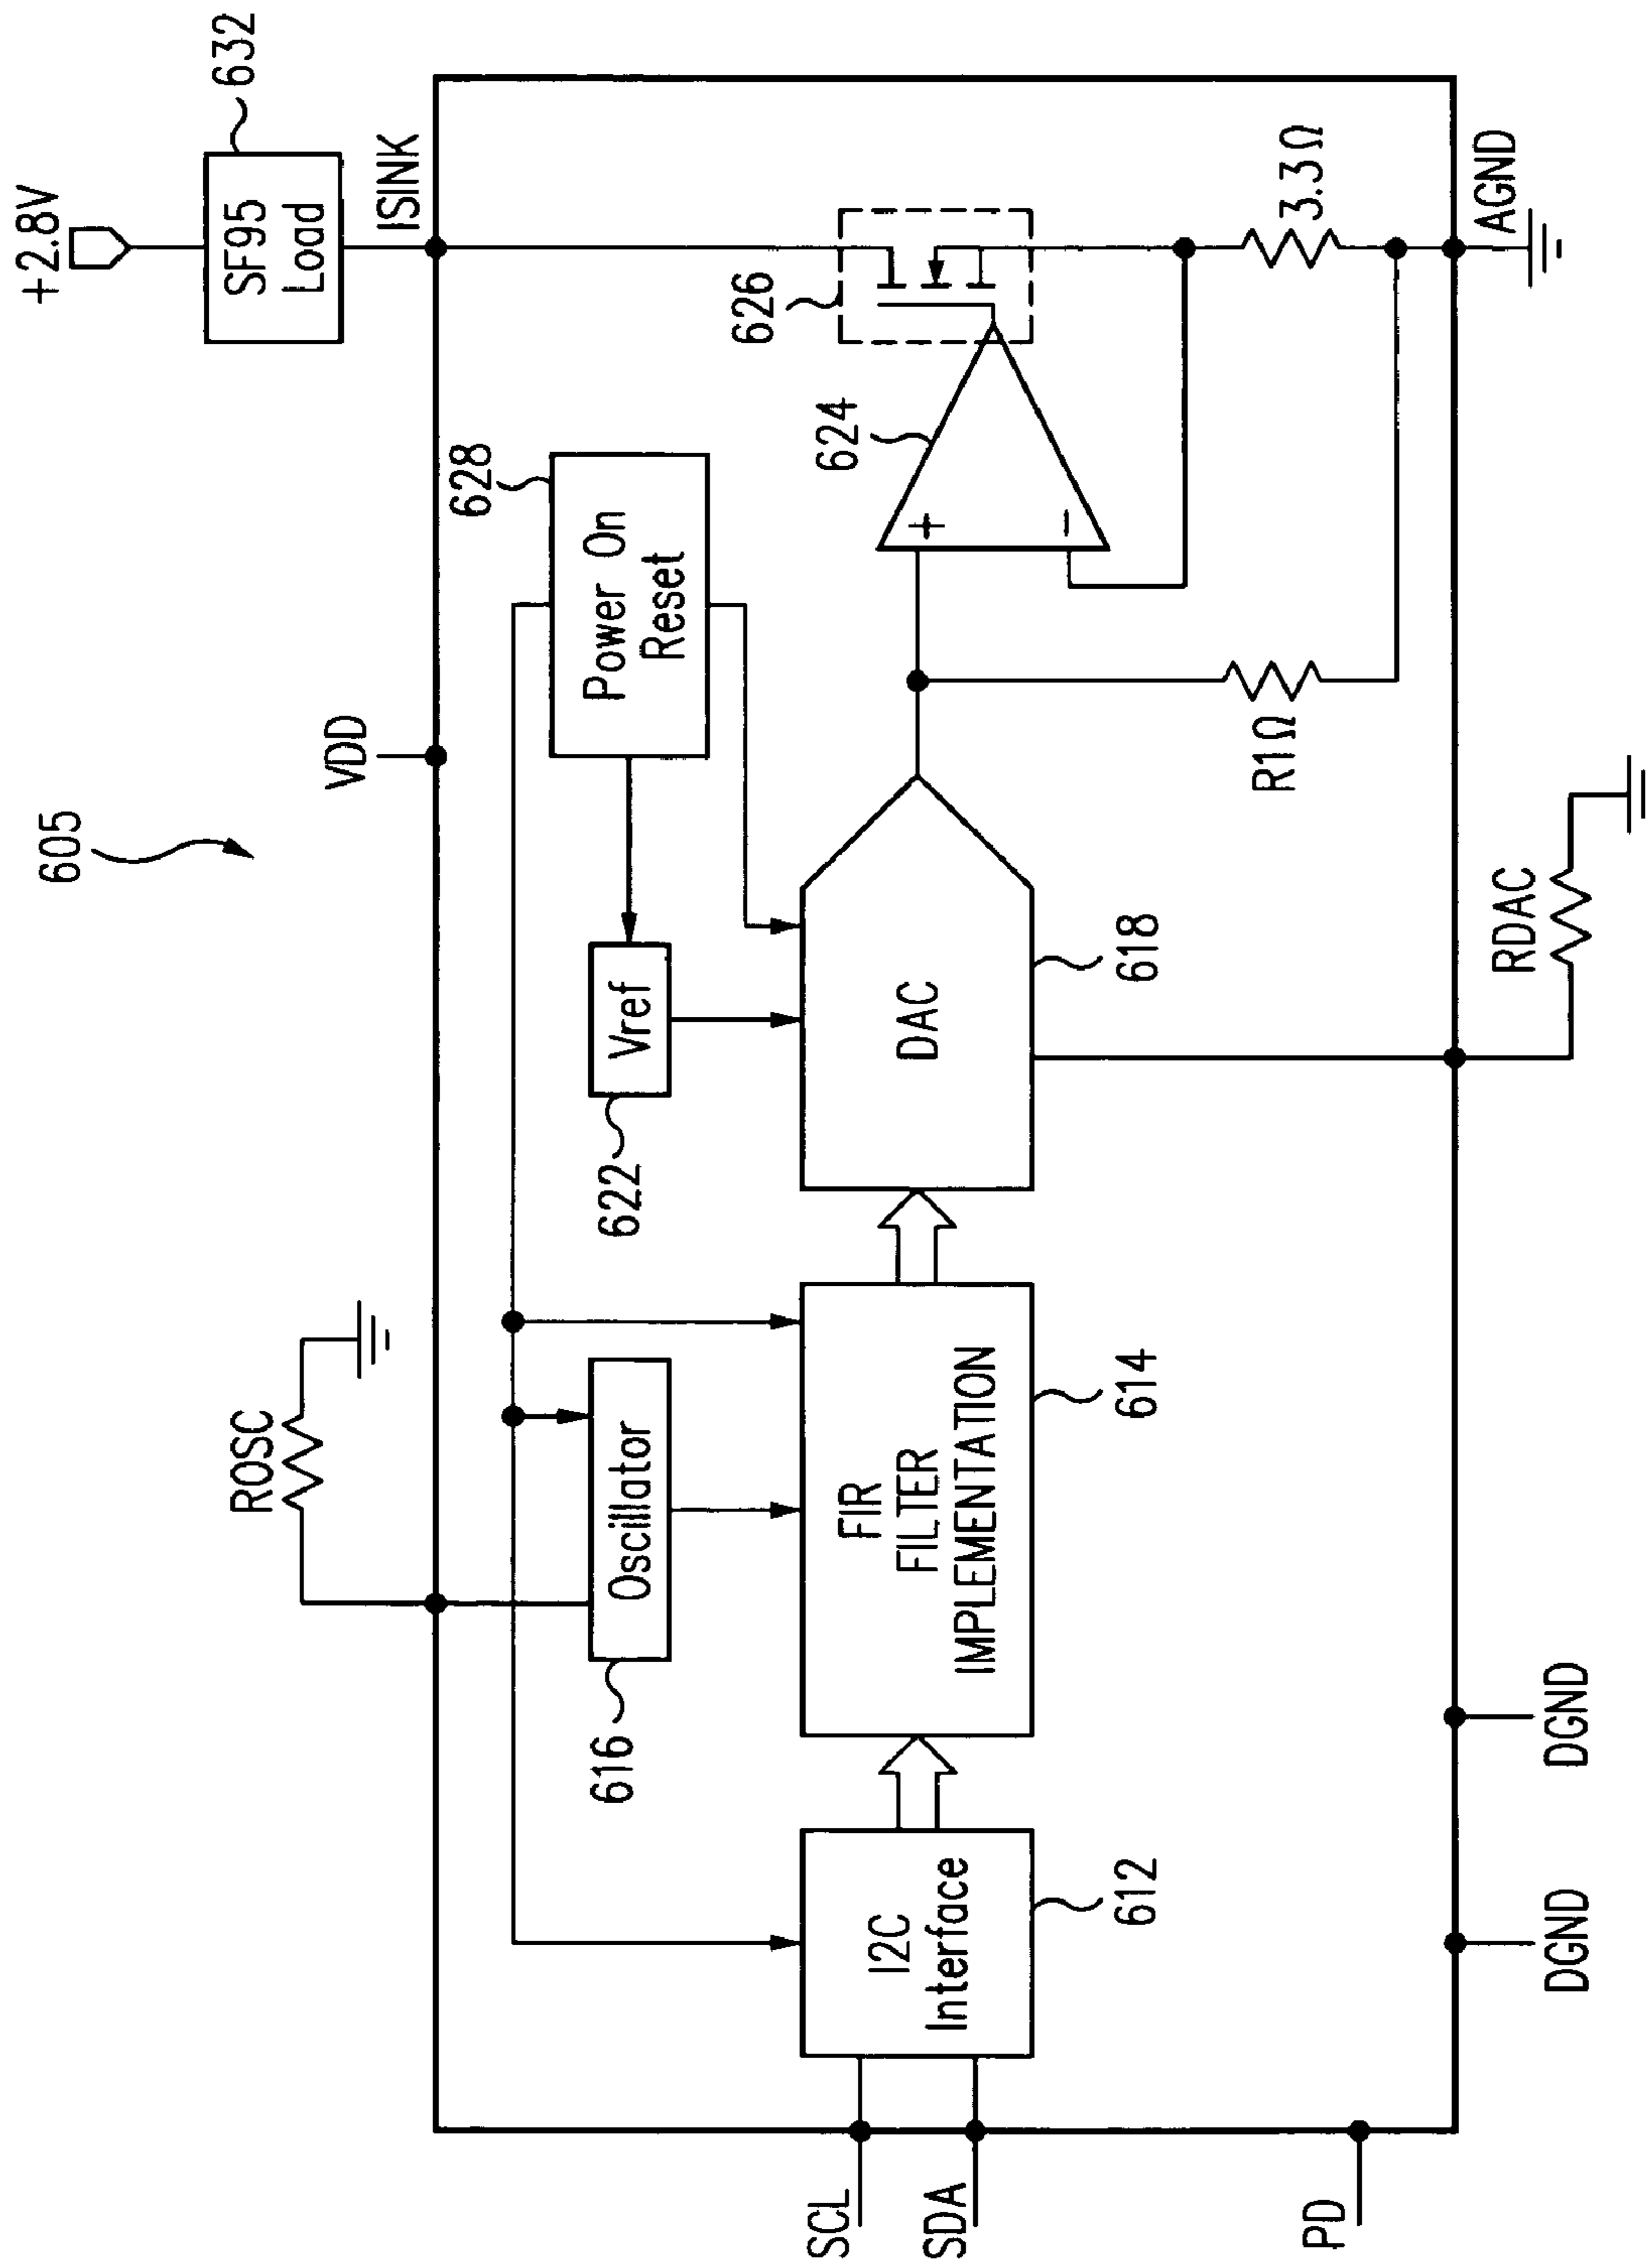 605
+2.8V
SF95
Load
632
ROSC
VDD
ISINK
628
Power On
Reset
616
Oscillator
622
Vref
626
624
+
−
SCL
SDA
I2C
Interface
612
FIR
FILTER
IMPLEMENTATION
614
DAC
618
R1Ω
3.3Ω
PD
DGND
DGND
RDAC
AGND